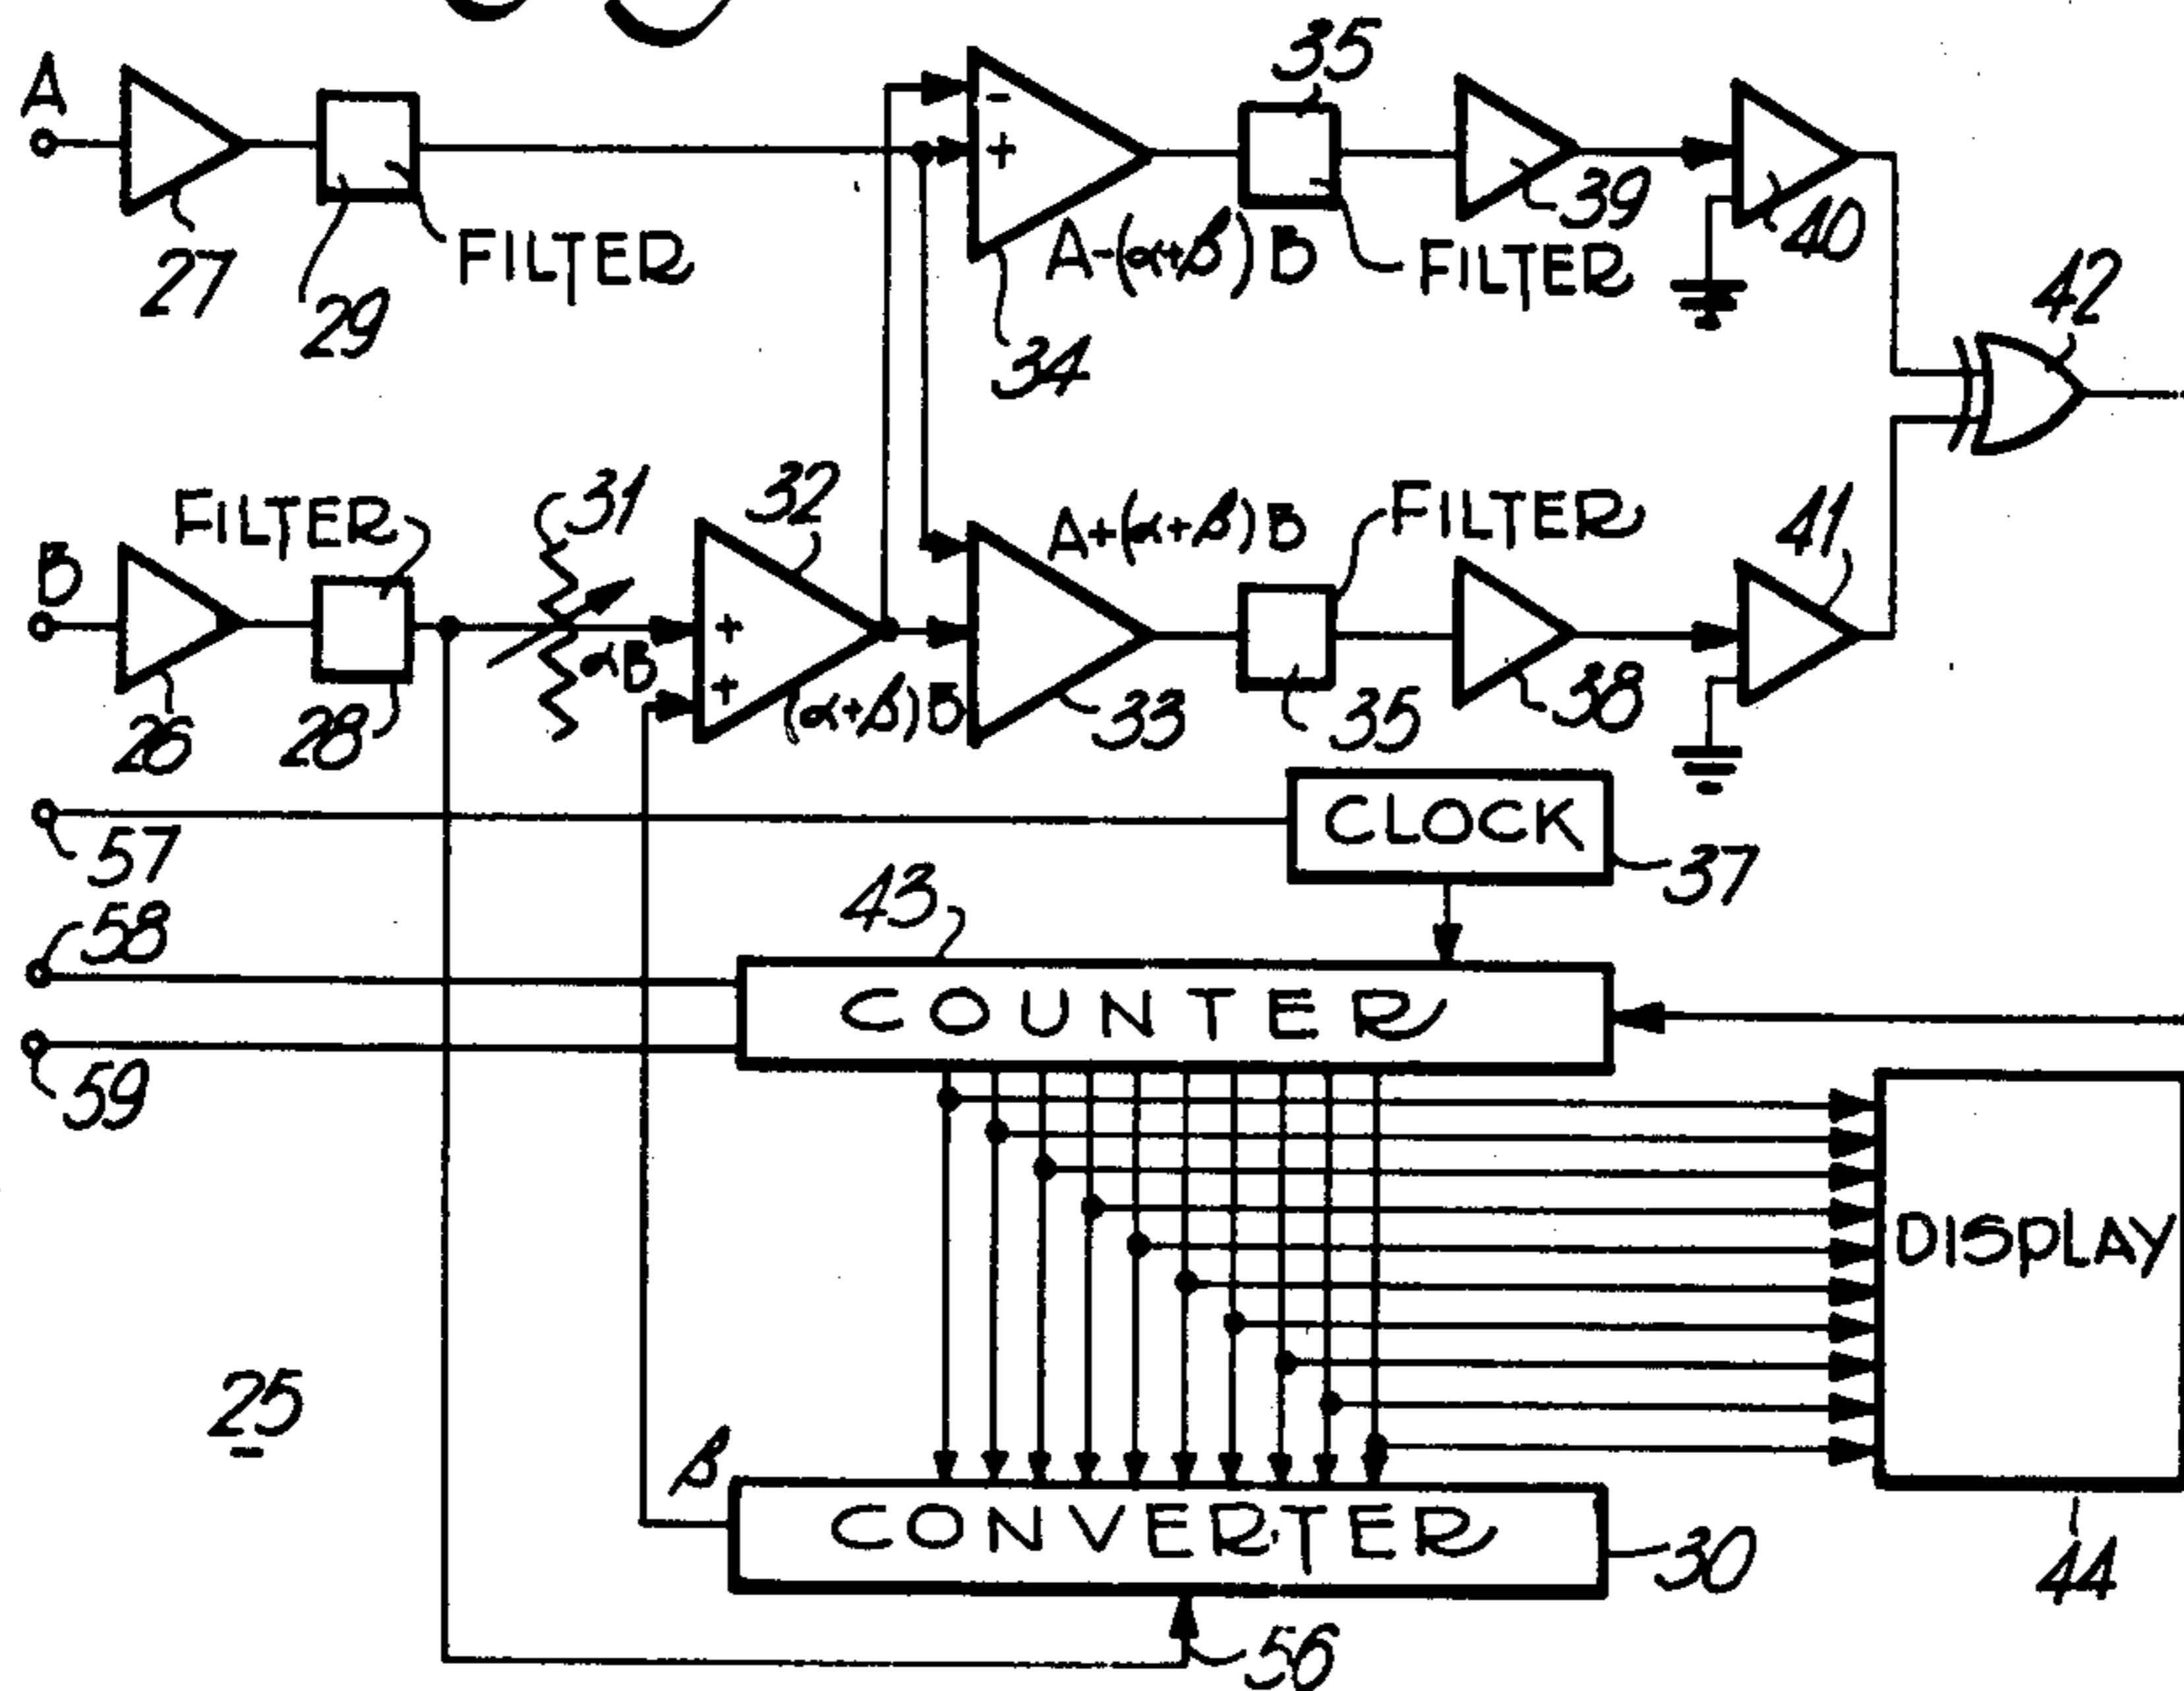 A
35
-
+
39
40
27
FILTER
29
A-(α+β)B
FILTER
34
42
FILTER
31
32
A+(α+β)B
FILTER
41
B
+
αB
+
(α+β)B
33
35
38
26
28
CLOCK
57
37
43
58
COUNTER
59
DISPLAY
25
β
CONVERTER
30
44
56